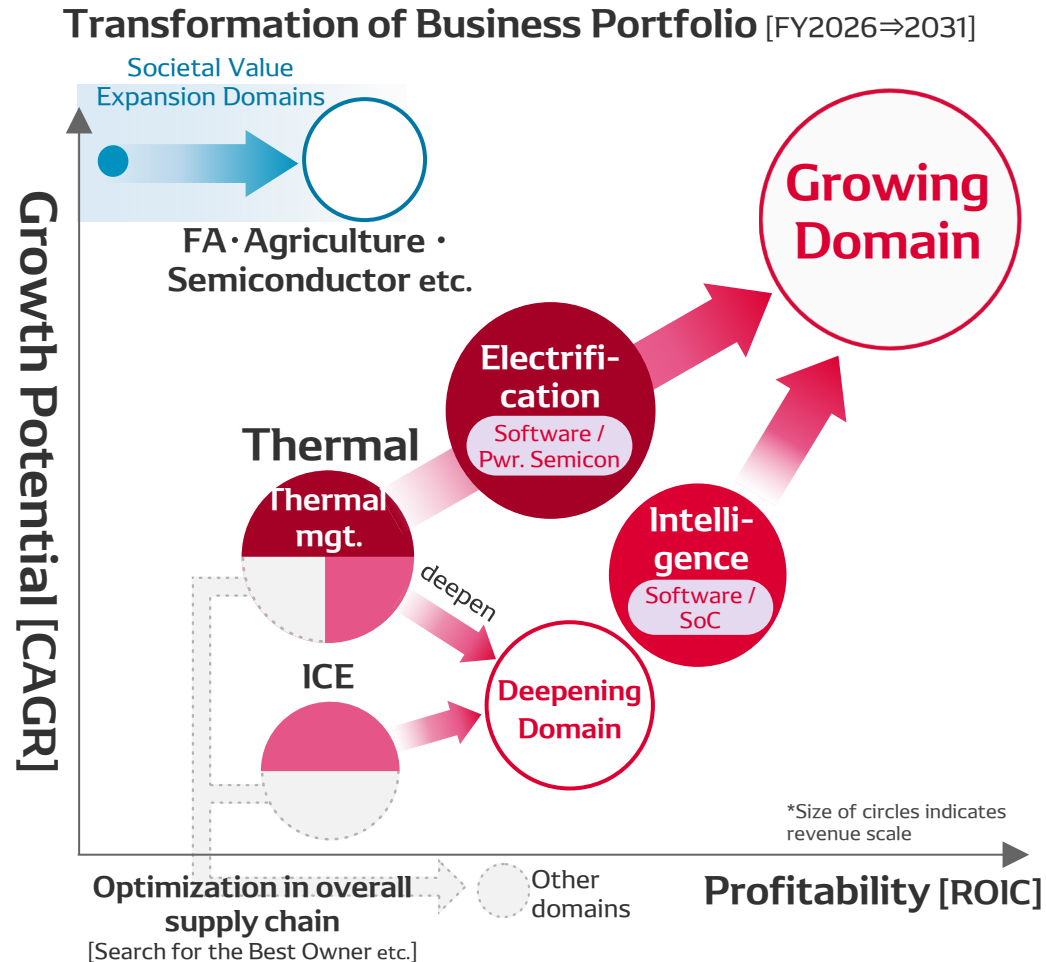 Transformation of Business Portfolio [FY2026⇒2031]
Societal Value
Expansion Domains
FA・Agriculture・
Semiconductor etc.
Growing
Domain
Growth Potential [CAGR]
Electrifi-
cation
Software /
Pwr. Semicon
Thermal
Thermal
mgt.
deepen
Intelli-
gence
Software /
SoC
ICE
Deepening
Domain
*Size of circles indicates
revenue scale
Profitability [ROIC]
Optimization in overall
supply chain
[Search for the Best Owner etc.]
Other
domains